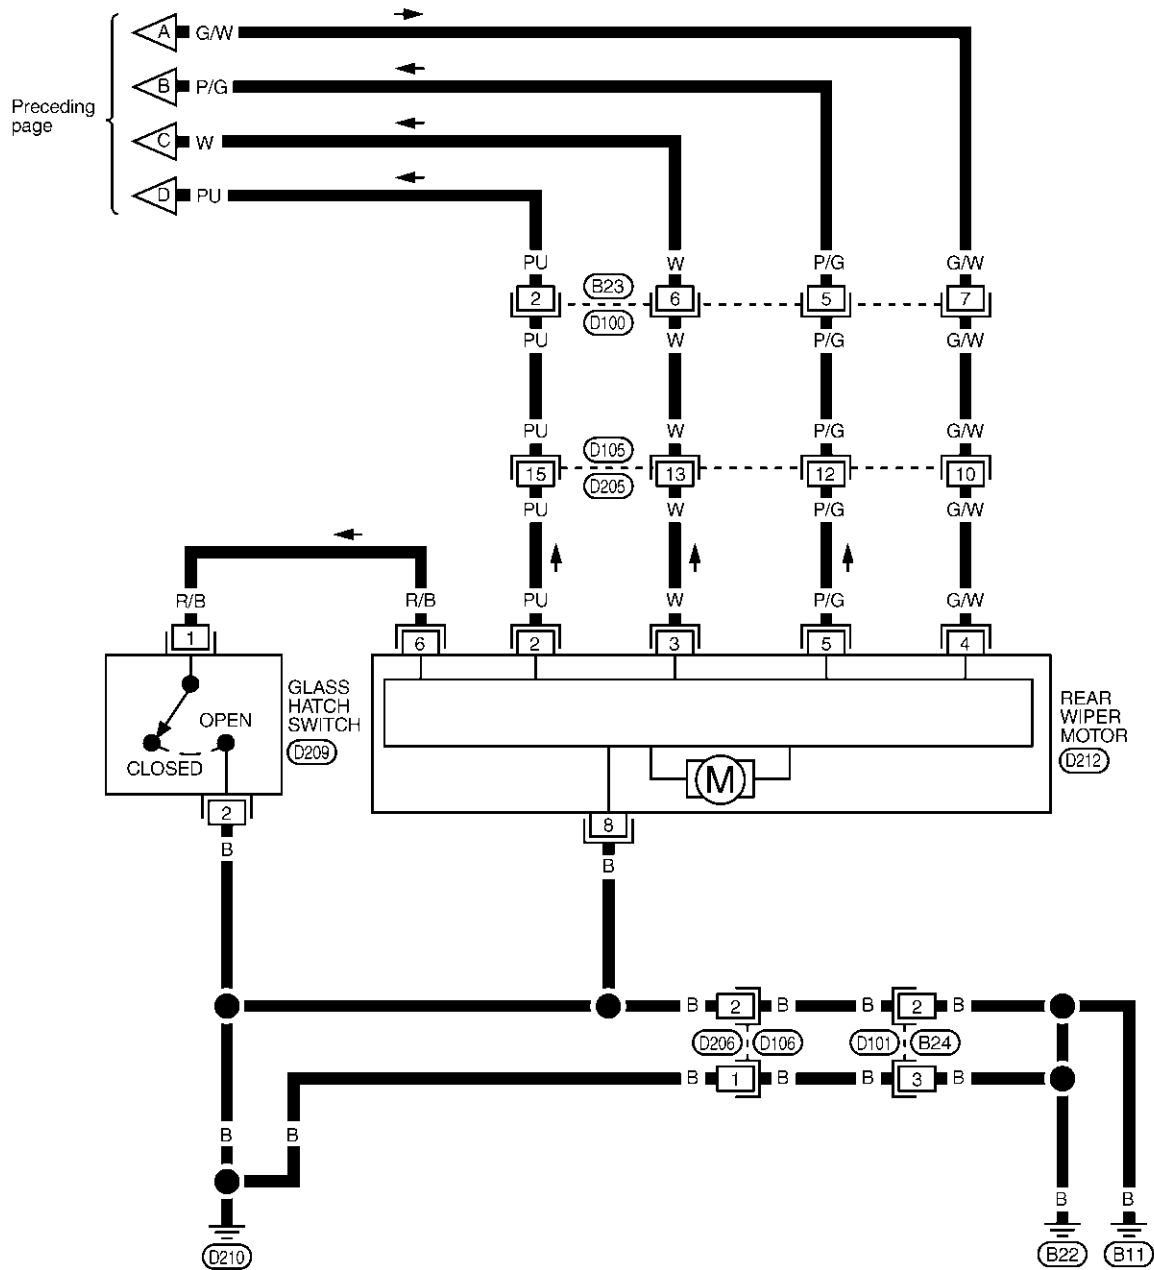 A G/W
B P/G
Preceding
page
C W
D PU
PU W P/G G/W
2 B23 6 5 7
D100
PU W P/G G/W
PU W P/G G/W
D105
15 13 12 10
D205
PU W P/G G/W
R/B R/B PU W P/G G/W
1 6 2 3 5 4
GLASS
HATCH
SWITCH
D209
OPEN
CLOSED
REAR
WIPER
MOTOR
D212
M
2 8
B B
B 2 B B 2 B
D206 D106 D101 B24
B 1 B B 3 B
B B
B B
D210 B22 B11